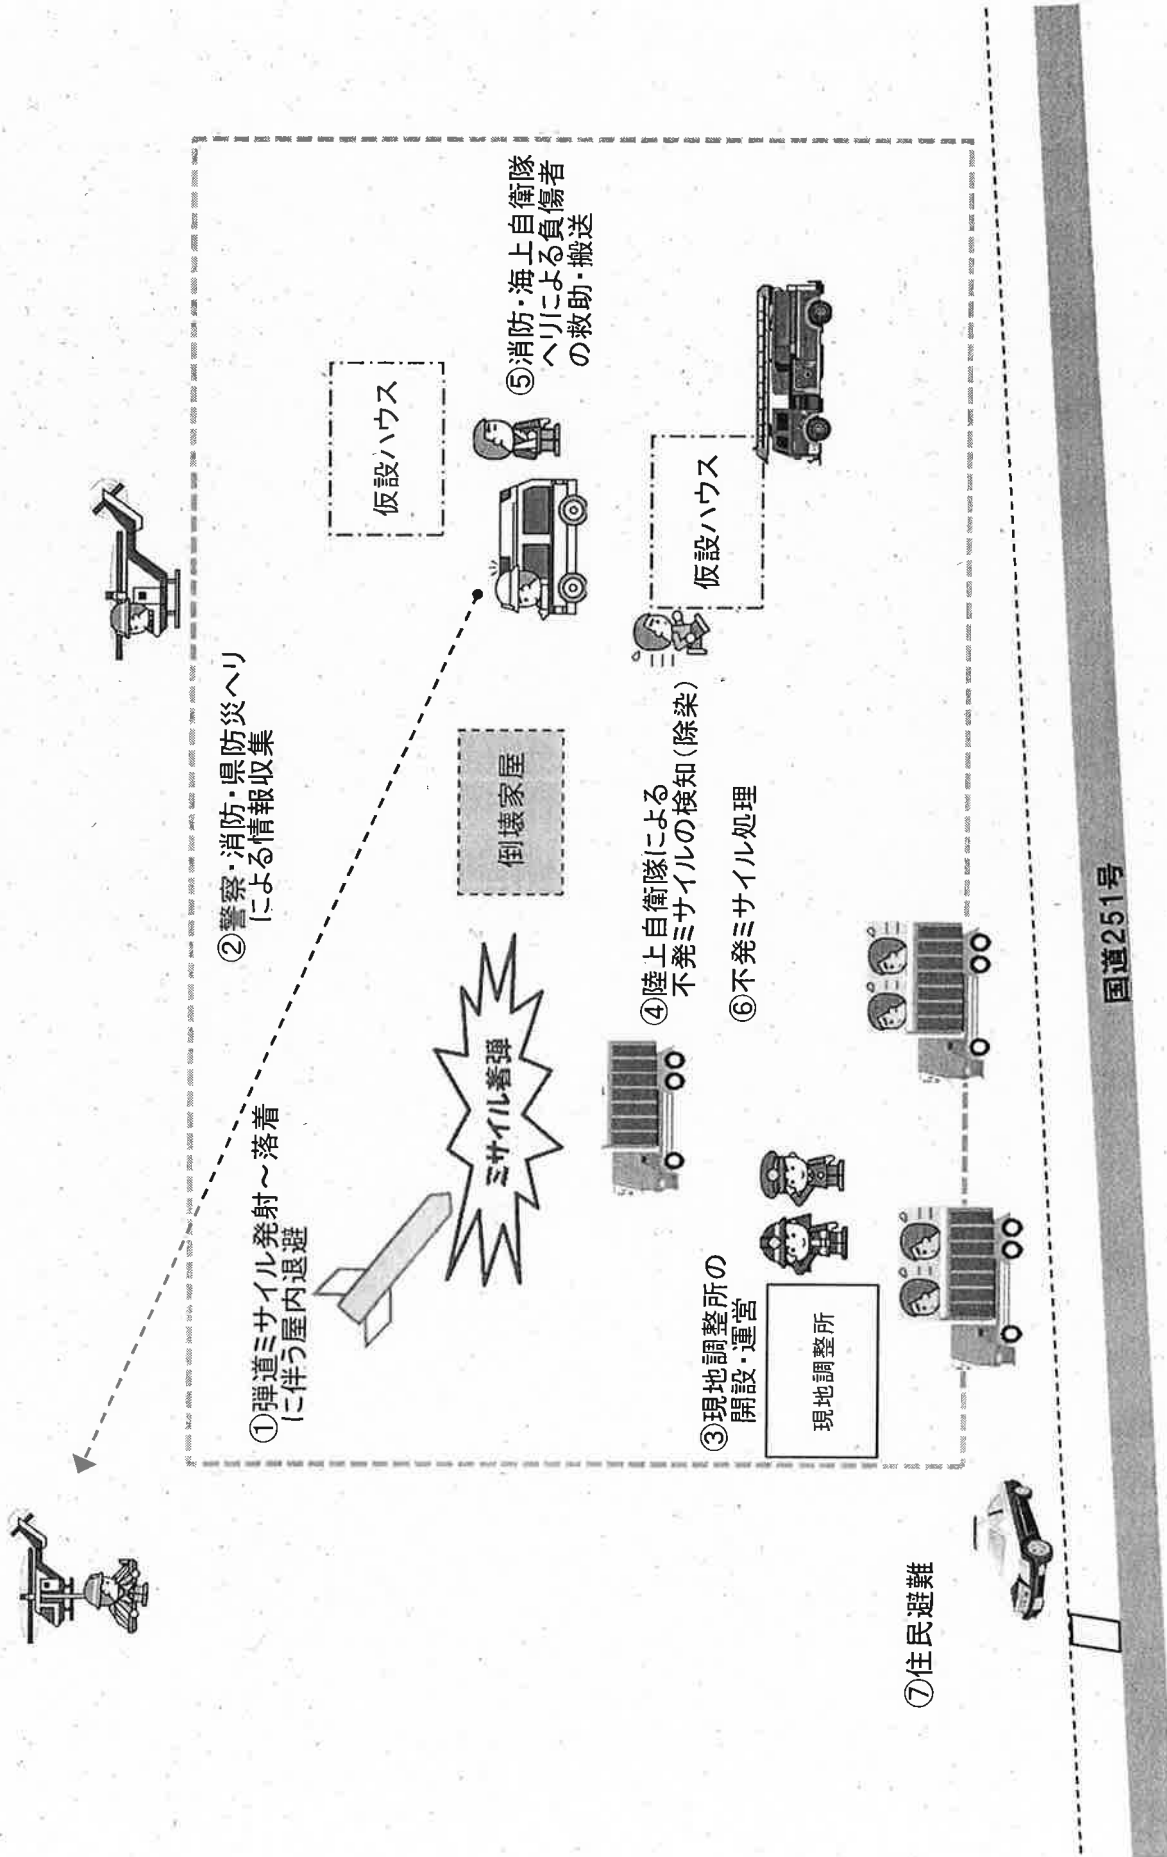 ①弾道ミサイル発射～落着
に伴う屋内退避
②警察・消防・県防災ヘリ
による情報収集
③現地調整所の
開設・運営
現地調整所
ミサイル着弾
倒壊家屋
④陸上自衛隊による
不発ミサイルの検知（除染）
⑥不発ミサイル処理
仮設ハウス
仮設ハウス
⑤消防・海上自衛隊
ヘリによる負傷者
の救助・搬送
⑦住民避難
国道251号